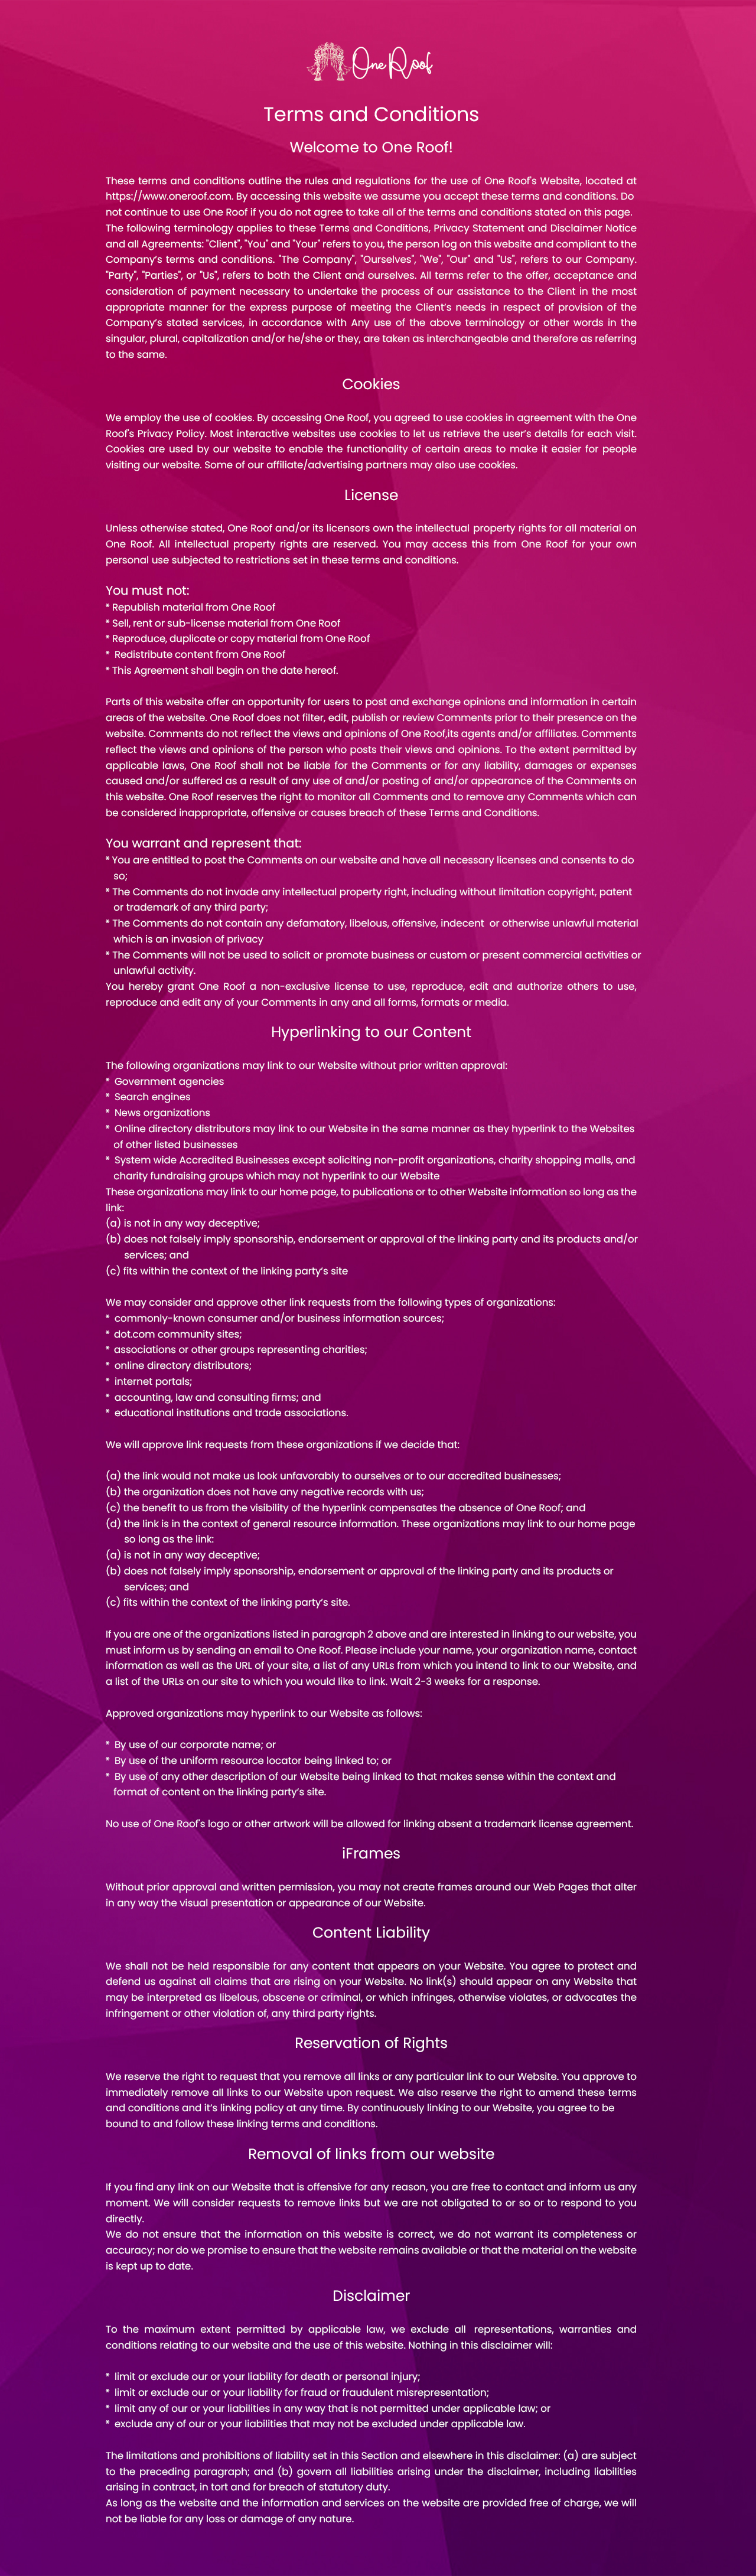 One Roof
Terms and Conditions
Welcome to One Roof!
These terms and conditions outline the rules and regulations for the use of One Roof's Website, located at
https://www.oneroof.com. By accessing this website we assume you accept these terms and conditions. Do
not continue to use One Roof if you do not agree to take all of the terms and conditions stated on this page.
The following terminology applies to these Terms and Conditions, Privacy Statement and Disclaimer Notice
and all Agreements: "Client", "You" and "Your" refers to you, the person log on this website and compliant to the
Company's terms and conditions. "The Company", "Ourselves", "We", "Our" and "Us", refers to our Company.
"Party", "Parties", or "Us", refers to both the Client and ourselves. All terms refer to the offer, acceptance and
consideration of payment necessary to undertake the process of our assistance to the Client in the most
appropriate manner for the express purpose of meeting the Client's needs in respect of provision of the
Company's stated services, in accordance with Any use of the above terminology or other words in the
singular, plural, capitalization and/or he/she or they, are taken as interchangeable and therefore as referring
to the same.
Cookies
We employ the use of cookies. By accessing One Roof, you agreed to use cookies in agreement with the One
Roof's Privacy Policy. Most interactive websites use cookies to let us retrieve the user's details for each visit.
Cookies are used by our website to enable the functionality of certain areas to make it easier for people
visiting our website. Some of our affiliate/advertising partners may also use cookies.
License
Unless otherwise stated, One Roof and/or its licensors own the intellectual property rights for all material on
One Roof. All intellectual property rights are reserved. You may access this from One Roof for your own
personal use subjected to restrictions set in these terms and conditions.
You must not:
* Republish material from One Roof
* Sell, rent or sub-license material from One Roof
* Reproduce, duplicate or copy material from One Roof
* Redistribute content from One Roof
* This Agreement shall begin on the date hereof.
Parts of this website offer an opportunity for users to post and exchange opinions and information in certain
areas of the website. One Roof does not filter, edit, publish or review Comments prior to their presence on the
website. Comments do not reflect the views and opinions of One Roof,its agents and/or affiliates. Comments
reflect the views and opinions of the person who posts their views and opinions. To the extent permitted by
applicable laws, One Roof shall not be liable for the Comments or for any liability, damages or expenses
caused and/or suffered as a result of any use of and/or posting of and/or appearance of the Comments on
this website. One Roof reserves the right to monitor all Comments and to remove any Comments which can
be considered inappropriate, offensive or causes breach of these Terms and Conditions.
You warrant and represent that:
* You are entitled to post the Comments on our website and have all necessary licenses and consents to do
so;
* The Comments do not invade any intellectual property right, including without limitation copyright, patent
or trademark of any third party;
* The Comments do not contain any defamatory, libelous, offensive, indecent or otherwise unlawful material
which is an invasion of privacy
* The Comments will not be used to solicit or promote business or custom or present commercial activities or
unlawful activity.
You hereby grant One Roof a non-exclusive license to use, reproduce, edit and authorize others to use,
reproduce and edit any of your Comments in any and all forms, formats or media.
Hyperlinking to our Content
The following organizations may link to our Website without prior written approval:
* Government agencies
* Search engines
* News organizations
* Online directory distributors may link to our Website in the same manner as they hyperlink to the Websites
of other listed businesses
* System wide Accredited Businesses except soliciting non-profit organizations, charity shopping malls, and
charity fundraising groups which may not hyperlink to our Website
These organizations may link to our home page, to publications or to other Website information so long as the
link:
(a) is not in any way deceptive;
(b) does not falsely imply sponsorship, endorsement or approval of the linking party and its products and/or
services; and
(c) fits within the context of the linking party's site
We may consider and approve other link requests from the following types of organizations:
* commonly-known consumer and/or business information sources;
* dot.com community sites;
* associations or other groups representing charities;
* online directory distributors;
* internet portals;
* accounting, law and consulting firms; and
* educational institutions and trade associations.
We will approve link requests from these organizations if we decide that:
(a) the link would not make us look unfavorably to ourselves or to our accredited businesses;
(b) the organization does not have any negative records with us;
(c) the benefit to us from the visibility of the hyperlink compensates the absence of One Roof; and
(d) the link is in the context of general resource information. These organizations may link to our home page
so long as the link:
(a) is not in any way deceptive;
(b) does not falsely imply sponsorship, endorsement or approval of the linking party and its products or
services; and
(c) fits within the context of the linking party's site.
If you are one of the organizations listed in paragraph 2 above and are interested in linking to our website, you
must inform us by sending an email to One Roof. Please include your name, your organization name, contact
information as well as the URL of your site, a list of any URLs from which you intend to link to our Website, and
a list of the URLs on our site to which you would like to link. Wait 2-3 weeks for a response.
Approved organizations may hyperlink to our Website as follows:
* By use of our corporate name; or
* By use of the uniform resource locator being linked to; or
* By use of any other description of our Website being linked to that makes sense within the context and
format of content on the linking party's site.
No use of One Roof's logo or other artwork will be allowed for linking absent a trademark license agreement.
iFrames
Without prior approval and written permission, you may not create frames around our Web Pages that alter
in any way the visual presentation or appearance of our Website.
Content Liability
We shall not be held responsible for any content that appears on your Website. You agree to protect and
defend us against all claims that are rising on your Website. No link(s) should appear on any Website that
may be interpreted as libelous, obscene or criminal, or which infringes, otherwise violates, or advocates the
infringement or other violation of, any third party rights.
Reservation of Rights
We reserve the right to request that you remove all links or any particular link to our Website. You approve to
immediately remove all links to our Website upon request. We also reserve the right to amend these terms
and conditions and it's linking policy at any time. By continuously linking to our Website, you agree to be
bound to and follow these linking terms and conditions.
Removal of links from our website
If you find any link on our Website that is offensive for any reason, you are free to contact and inform us any
moment. We will consider requests to remove links but we are not obligated to or so or to respond to you
directly.
We do not ensure that the information on this website is correct, we do not warrant its completeness or
accuracy; nor do we promise to ensure that the website remains available or that the material on the website
is kept up to date.
Disclaimer
To the maximum extent permitted by applicable law, we exclude all representations, warranties and
conditions relating to our website and the use of this website. Nothing in this disclaimer will:
* limit or exclude our or your liability for death or personal injury;
* limit or exclude our or your liability for fraud or fraudulent misrepresentation;
* limit any of our or your liabilities in any way that is not permitted under applicable law; or
* exclude any of our or your liabilities that may not be excluded under applicable law.
The limitations and prohibitions of liability set in this Section and elsewhere in this disclaimer: (a) are subject
to the preceding paragraph; and (b) govern all liabilities arising under the disclaimer, including liabilities
arising in contract, in tort and for breach of statutory duty.
As long as the website and the information and services on the website are provided free of charge, we will
not be liable for any loss or damage of any nature.